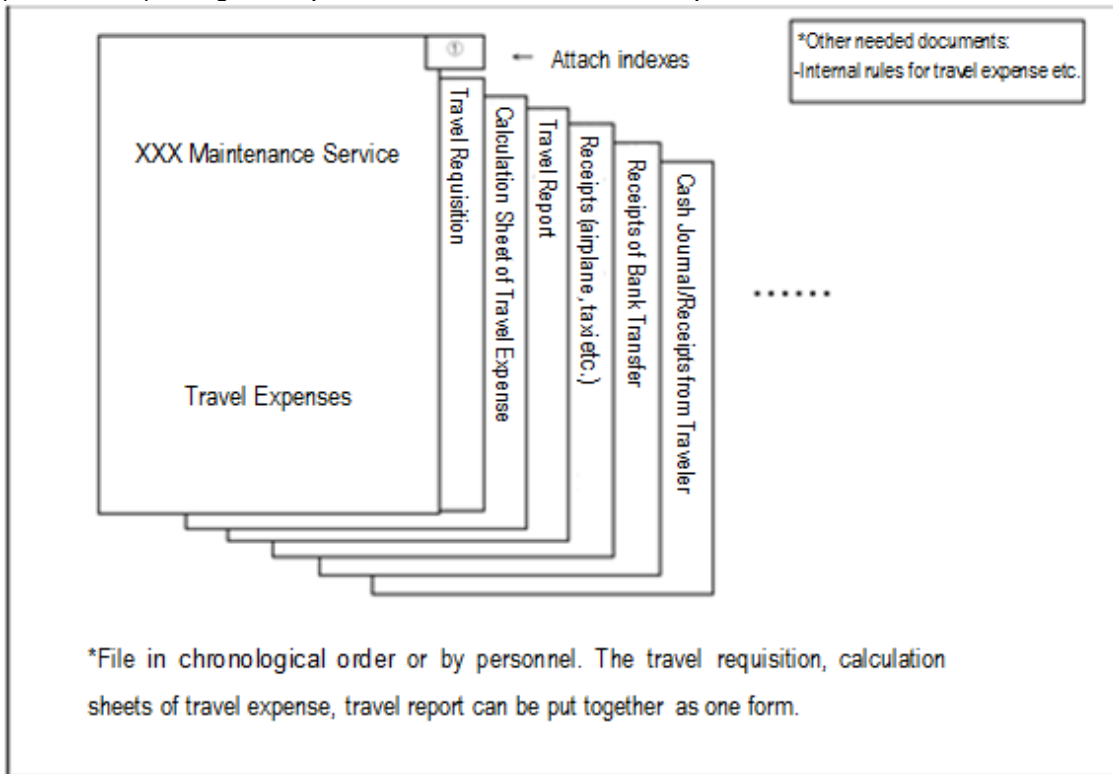 ①
← Attach indexes
*Other needed documents:
-Internal rules for travel expense etc.
XXX Maintenance Service
Travel Expenses
Travel Requisition
Calculation Sheet of Travel Expense
Travel Report
Receipts (airplane, taxi etc.)
Receipts of Bank Transfer
Cash Journal/Receipts from Traveler
......
*File in chronological order or by personnel. The travel requisition, calculation
sheets of travel expense, travel report can be put together as one form.